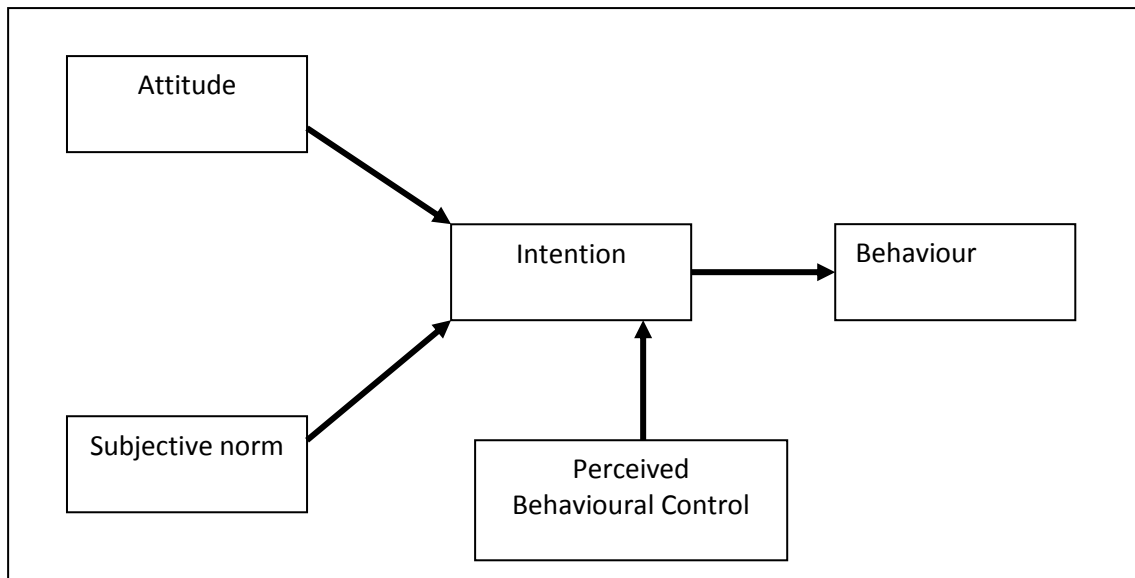 Attitude
Intention
Behaviour
Subjective norm
Perceived
Behavioural Control